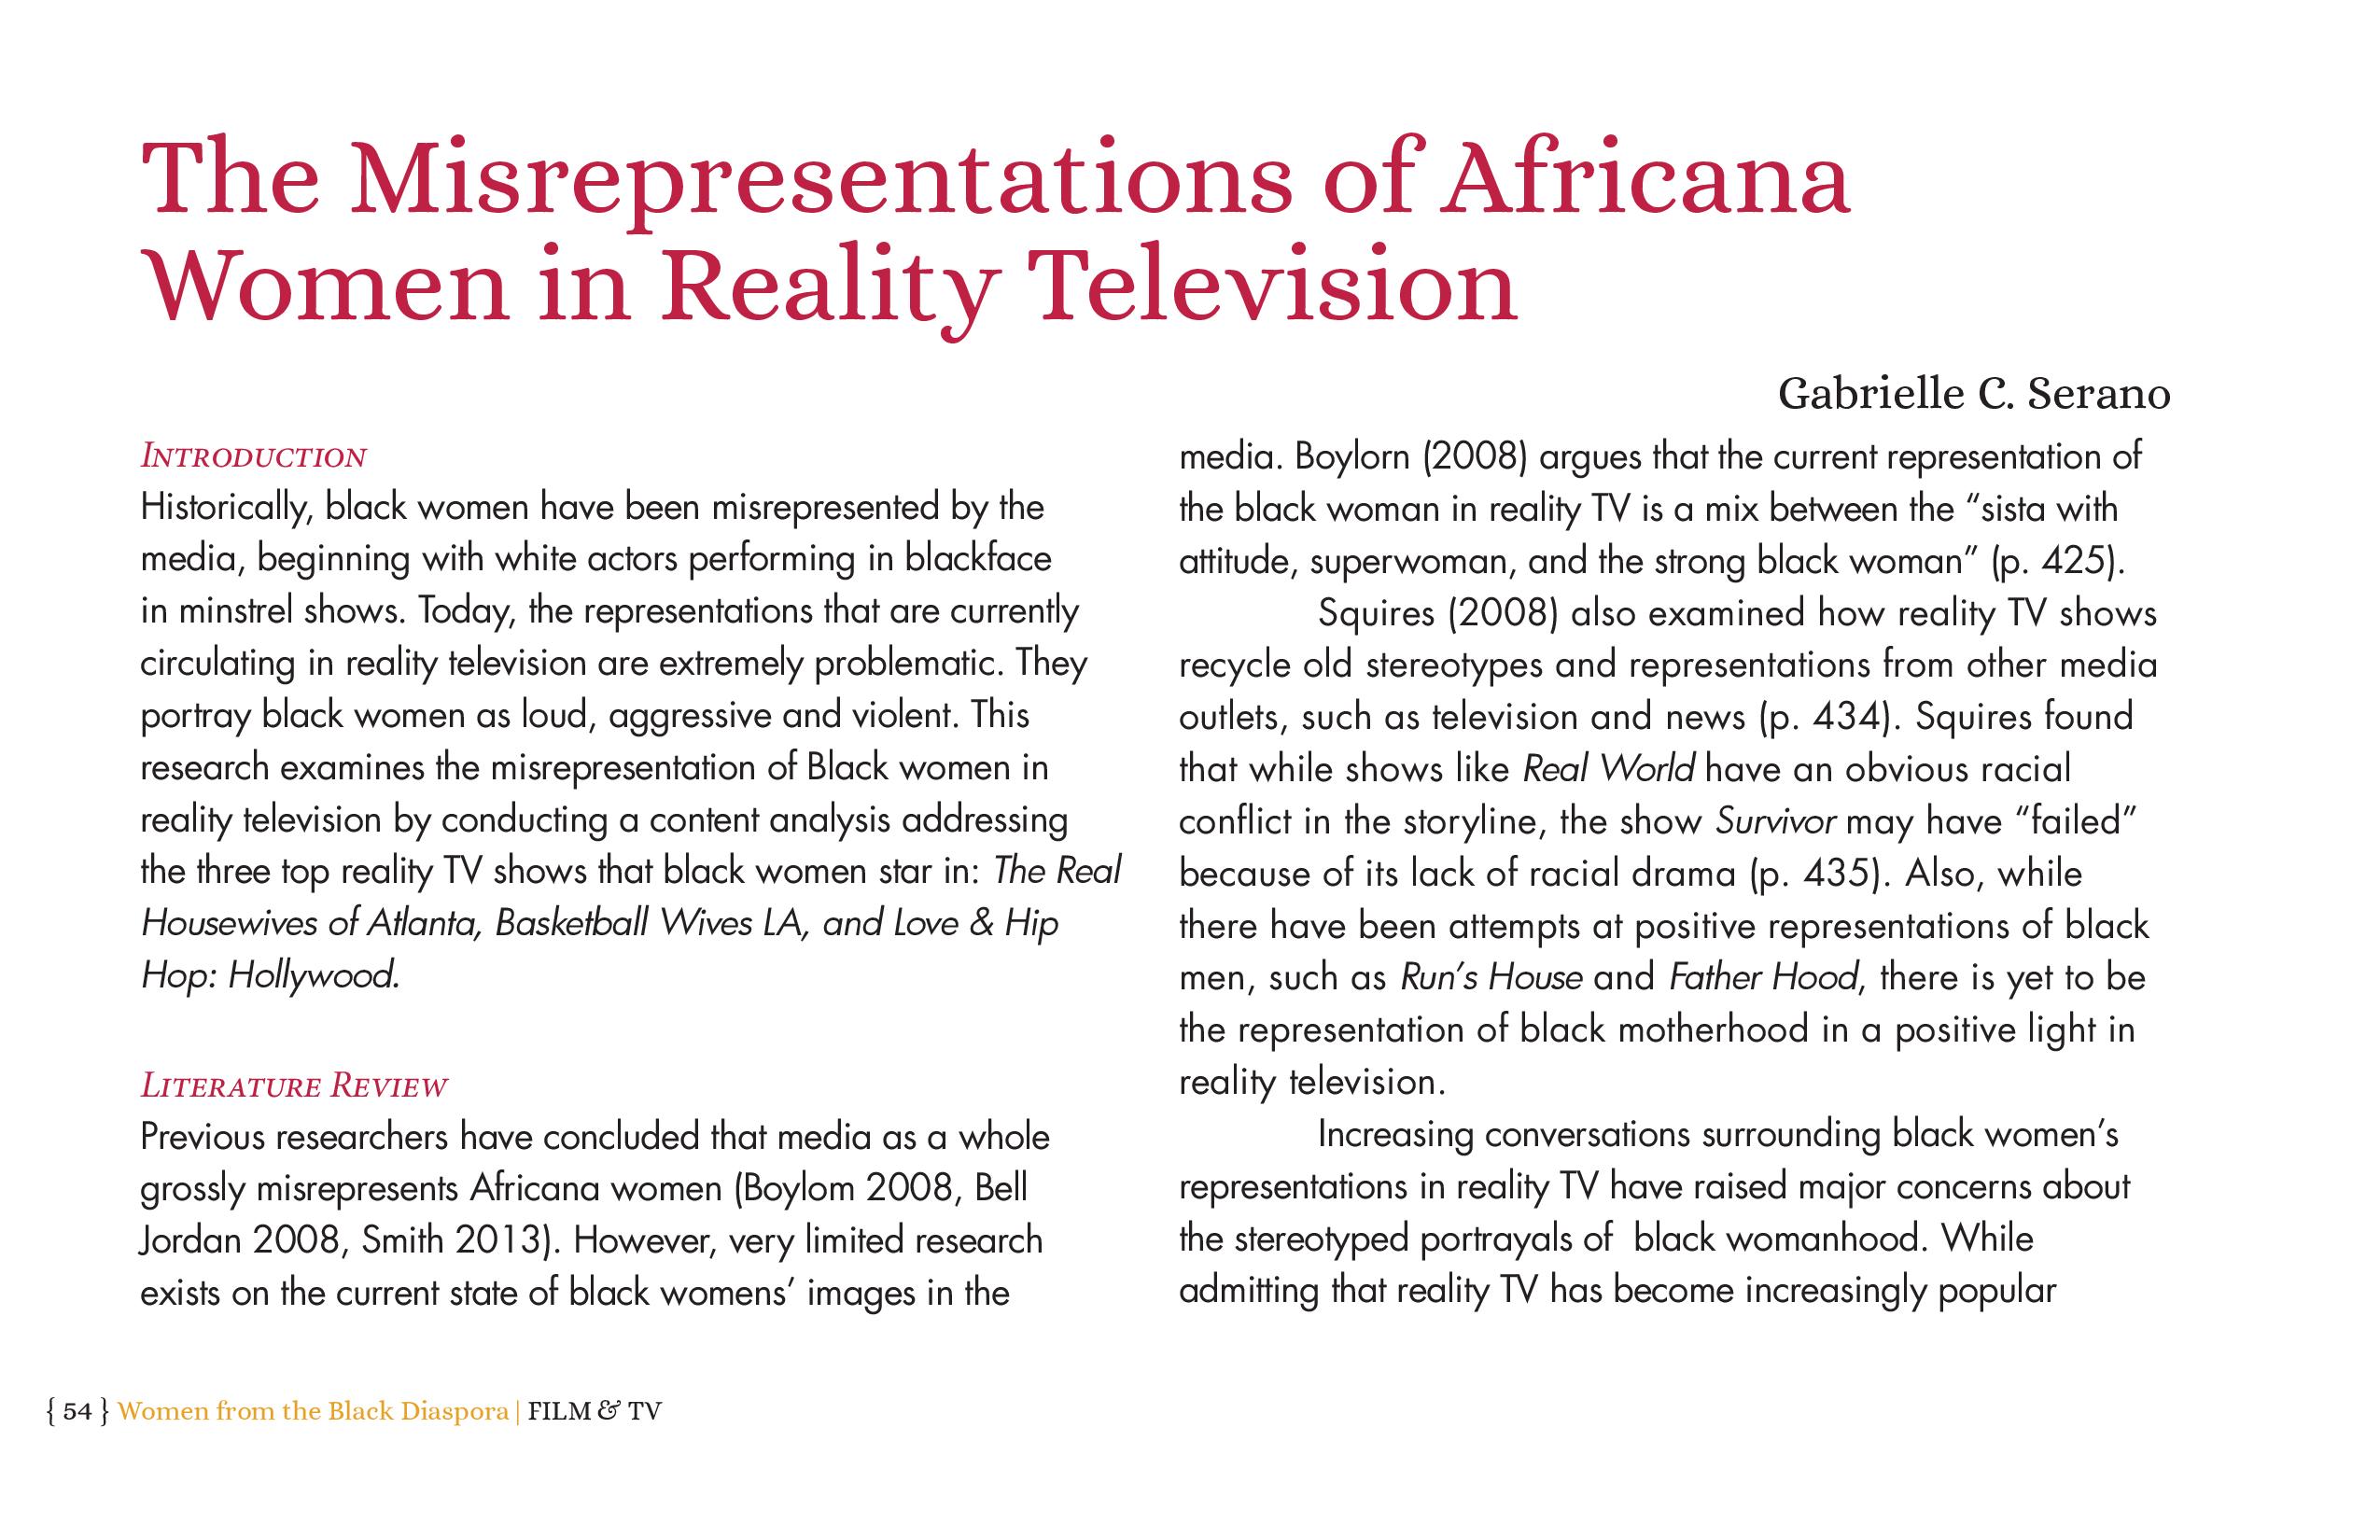 The Misrepresentations of Africana
Women in Reality Television
Gabrielle C. Serano
Introduction
Historically, black women have been misrepresented by the
media, beginning with white actors performing in blackface
in minstrel shows. Today, the representations that are currently
circulating in reality television are extremely problematic. They
portray black women as loud, aggressive and violent. This
research examines the misrepresentation of Black women in
reality television by conducting a content analysis addressing
the three top reality TV shows that black women star in: The Real
Housewives of Atlanta, Basketball Wives LA, and Love & Hip
Hop: Hollywood.
Literature Review
Previous researchers have concluded that media as a whole
grossly misrepresents Africana women (Boylom 2008, Bell
Jordan 2008, Smith 2013). However, very limited research
exists on the current state of black womens’ images in the
media. Boylorn (2008) argues that the current representation of
the black woman in reality TV is a mix between the “sista with
attitude, superwoman, and the strong black woman” (p. 425).
Squires (2008) also examined how reality TV shows
recycle old stereotypes and representations from other media
outlets, such as television and news (p. 434). Squires found
that while shows like Real World have an obvious racial
conflict in the storyline, the show Survivor may have “failed”
because of its lack of racial drama (p. 435). Also, while
there have been attempts at positive representations of black
men, such as Run’s House and Father Hood, there is yet to be
the representation of black motherhood in a positive light in
reality television.
Increasing conversations surrounding black women’s
representations in reality TV have raised major concerns about
the stereotyped portrayals of  black womanhood. While
admitting that reality TV has become increasingly popular
{ 54 } Women from the Black Diaspora | FILM & TV